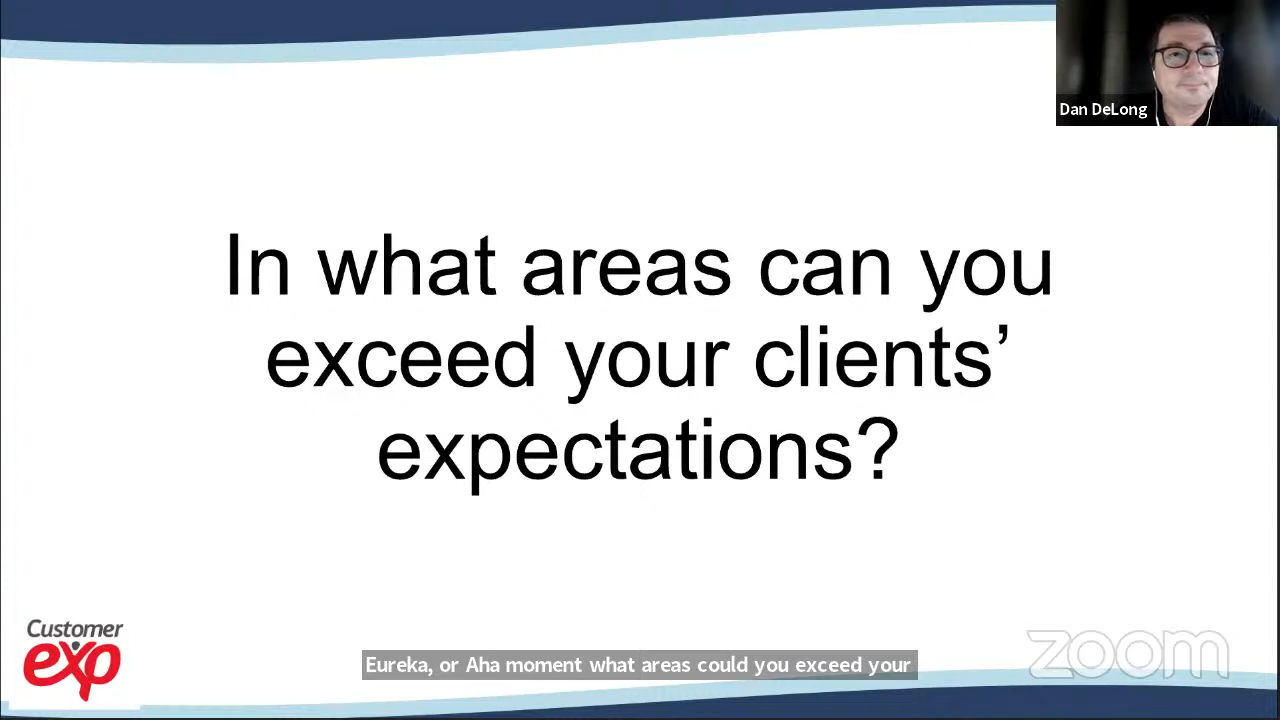 Dan DeLong
In what areas can you
exceed your clients’
expectations?
Customer
exp
Eureka, or Aha moment what areas could you exceed your
zoom